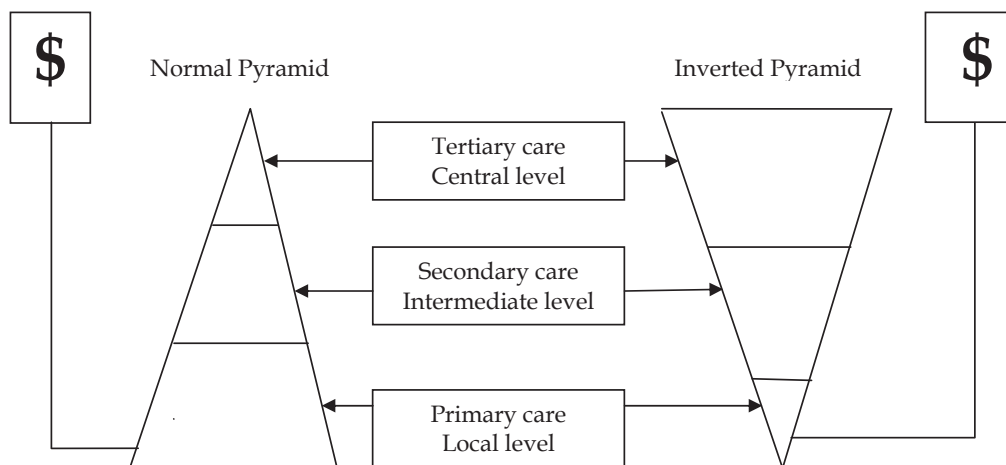 $
$
Normal Pyramid
Inverted Pyramid
Tertiary care
Central level
Secondary care
Intermediate level
Primary care
Local level